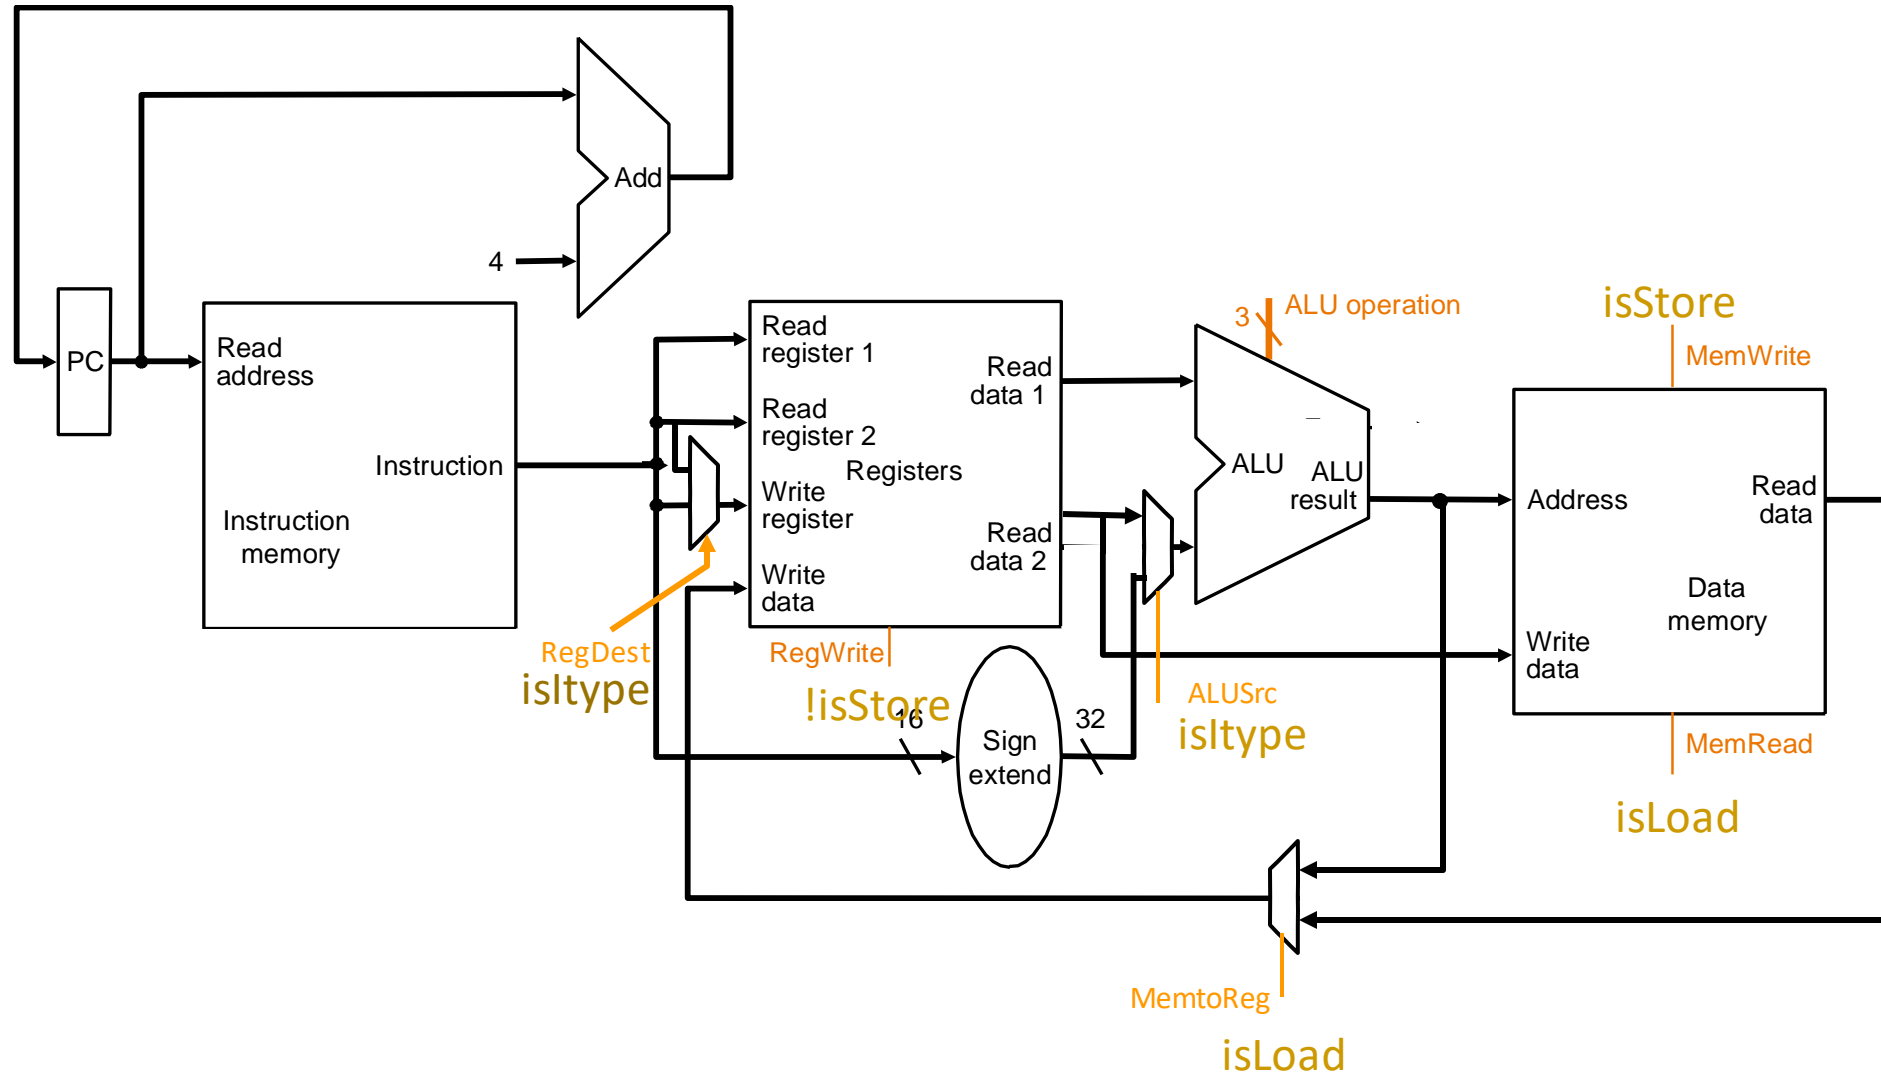 Add
4
PC
Read
address
Instruction
Instruction
memory
Read
register 1
Read
register 2
Registers
Write
register
Write
data
Read
data 1
Read
data 2
RegDest
isItype
RegWrite
!isStore
16
Sign
extend
32
ALUSrc
isItype
3
ALU operation
ALU
ALU
result
isStore
MemWrite
Address
Read
data
Data
memory
Write
data
MemRead
isLoad
MemtoReg
isLoad